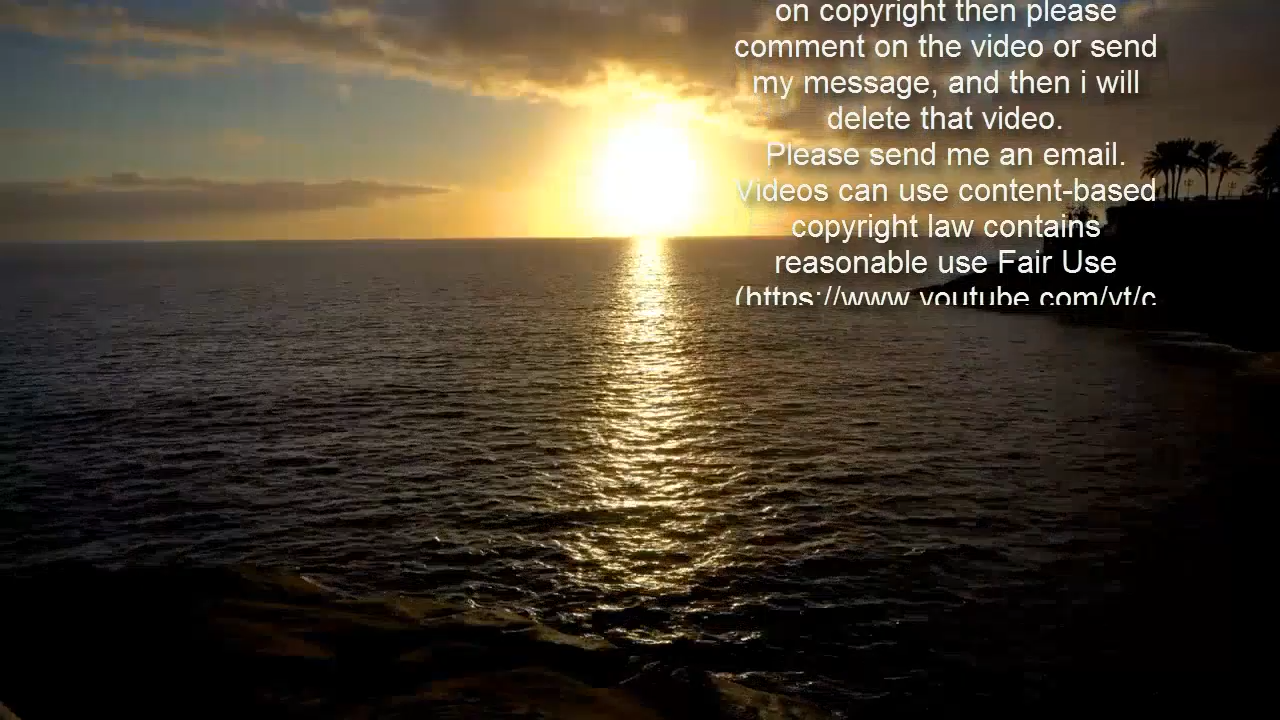 on copyright then please
comment on the video or send
my message, and then i will
delete that video.
Please send me an email.
Videos can use content-based
copyright law contains
reasonable use Fair Use
(https://www.youtube.com/yt/c